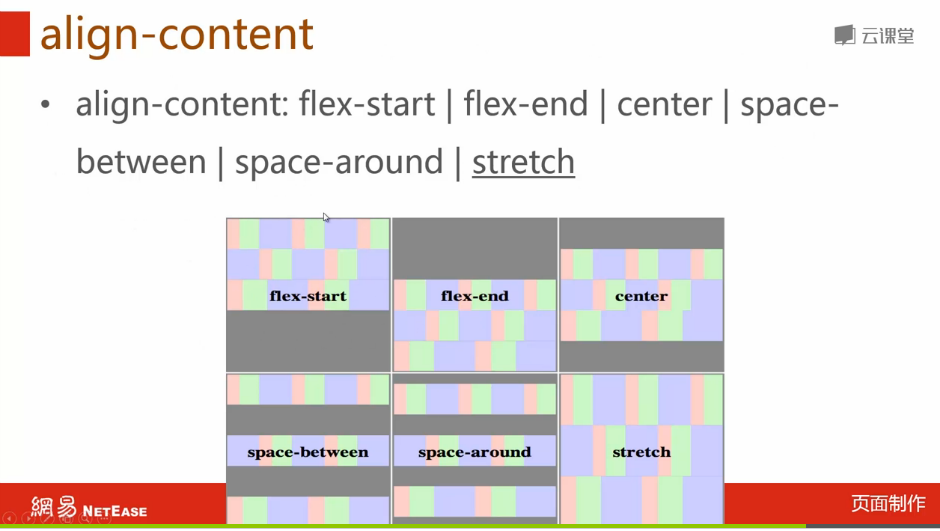 align-content
云课堂
• align-content: flex-start | flex-end | center | space-
between | space-around | stretch
flex-start
flex-end
center
space-between
space-around
stretch
網易 NETEASE
页面制作